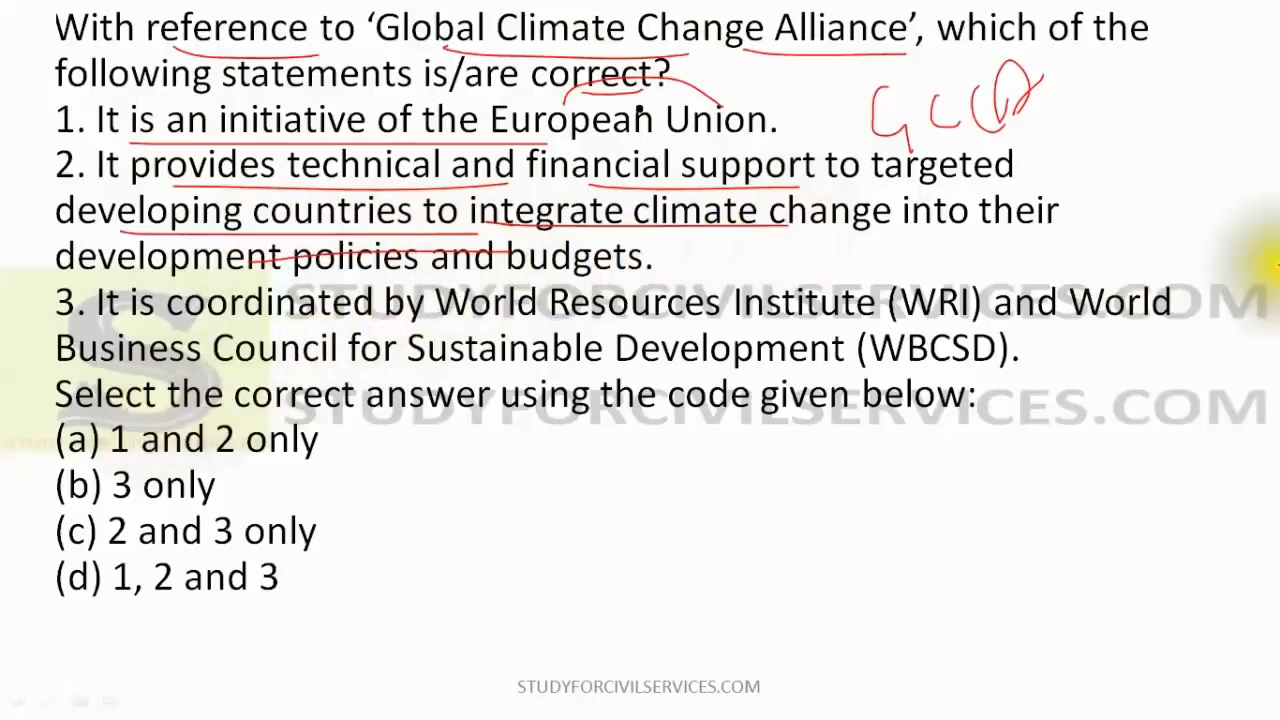 With reference to ‘Global Climate Change Alliance’, which of the
following statements is/are correct?
1. It is an initiative of the European Union.
GCCA
2. It provides technical and financial support to targeted
developing countries to integrate climate change into their
development policies and budgets.
3. It is coordinated by World Resources Institute (WRI) and World
Business Council for Sustainable Development (WBCSD).
Select the correct answer using the code given below:
(a) 1 and 2 only
(b) 3 only
(c) 2 and 3 only
(d) 1, 2 and 3
STUDYFORCIVILSERVICES.COM
STUDYFORCIVILSERVICES.COM
STUDYFORCIVILSERVICES.COM